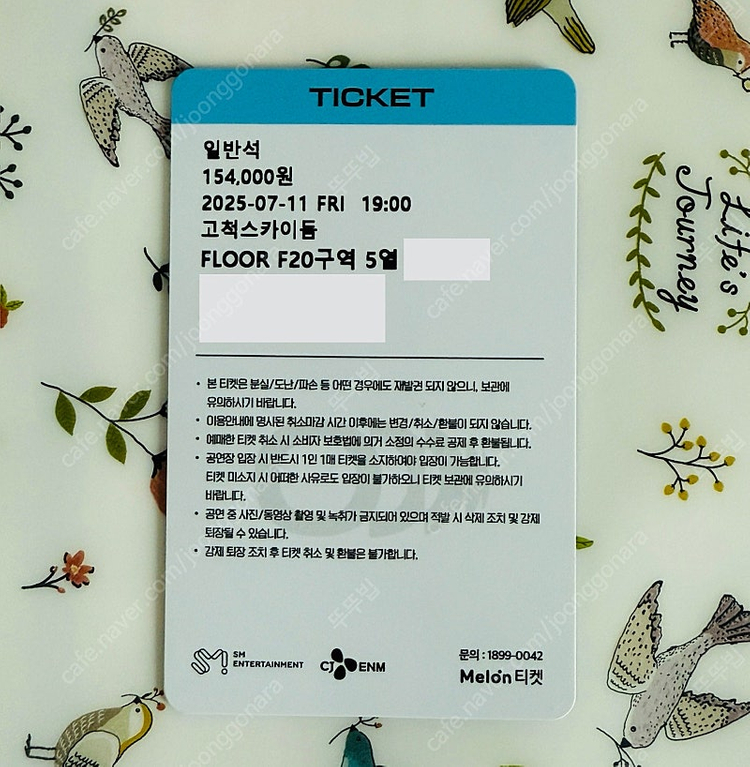 TICKET
일반석
154,000원
2025-07-11 FRI 19:00
고척스카이돔
FLOOR F20구역 5열
• 본 티켓은 분실/도난/파손 등 어떤 경우에도 재발권 되지 않으니, 보관에
유의하시기 바랍니다.
• 이용안내에 명시된 취소마감 시간 이후에는 변경/취소/환불이 되지 않습니다.
• 예매한 티켓 취소 시 소비자 보호법에 의거 소정의 수수료 공제 후 환불됩니다.
• 공연장 입장 시 반드시 1인 1매 티켓을 소지하여야 입장이 가능합니다.
티켓 미소지 시 어떠한 사유로도 입장이 불가하오니 티켓 보관에 유의하시기
바랍니다.
• 공연 중 사진/동영상 촬영 및 녹취가 금지되어 있으며 적발 시 삭제 조치 및 강제
퇴장될 수 있습니다.
• 강제 퇴장 조치 후 티켓 취소 및 환불은 불가합니다.
SM
ENTERTAINMENT
CJ ENM
문의 : 1899-0042
Melon 티켓
Life's
Journey
cafe.naver.com/joonggonara
뚜뚜빕